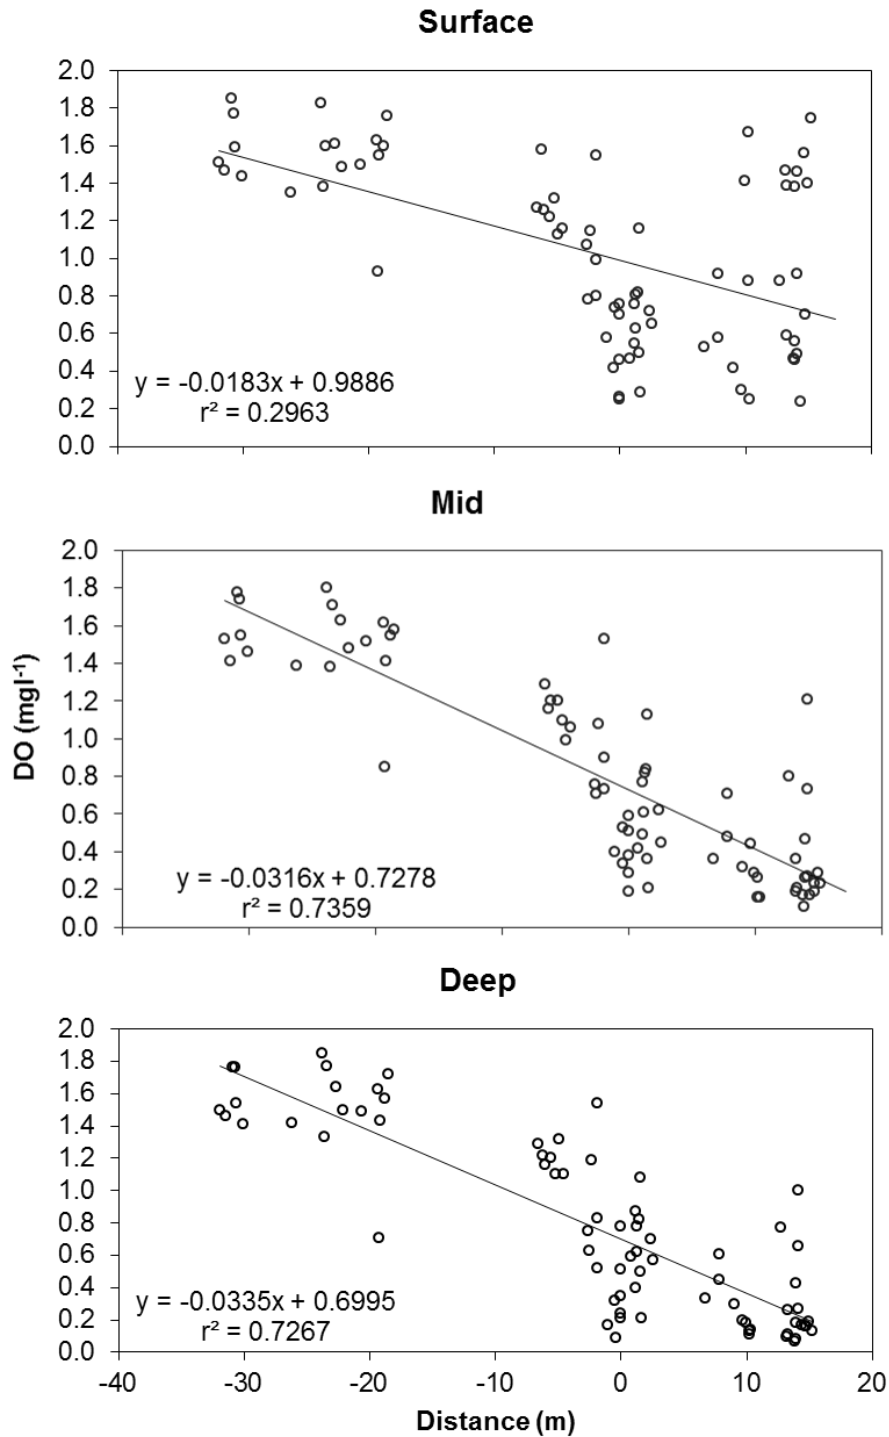 Surface
2.0
1.8
1.6
1.4
1.2
1.0
0.8
0.6
0.4
0.2
0.0
y = -0.0183x + 0.9886
r² = 0.2963
Mid
2.0
1.8
1.6
1.4
1.2
1.0
0.8
0.6
0.4
0.2
0.0
DO (mgl⁻¹)
y = -0.0316x + 0.7278
r² = 0.7359
Deep
2.0
1.8
1.6
1.4
1.2
1.0
0.8
0.6
0.4
0.2
0.0
y = -0.0335x + 0.6995
r² = 0.7267
-40 -30 -20 -10 0 10 20
Distance (m)